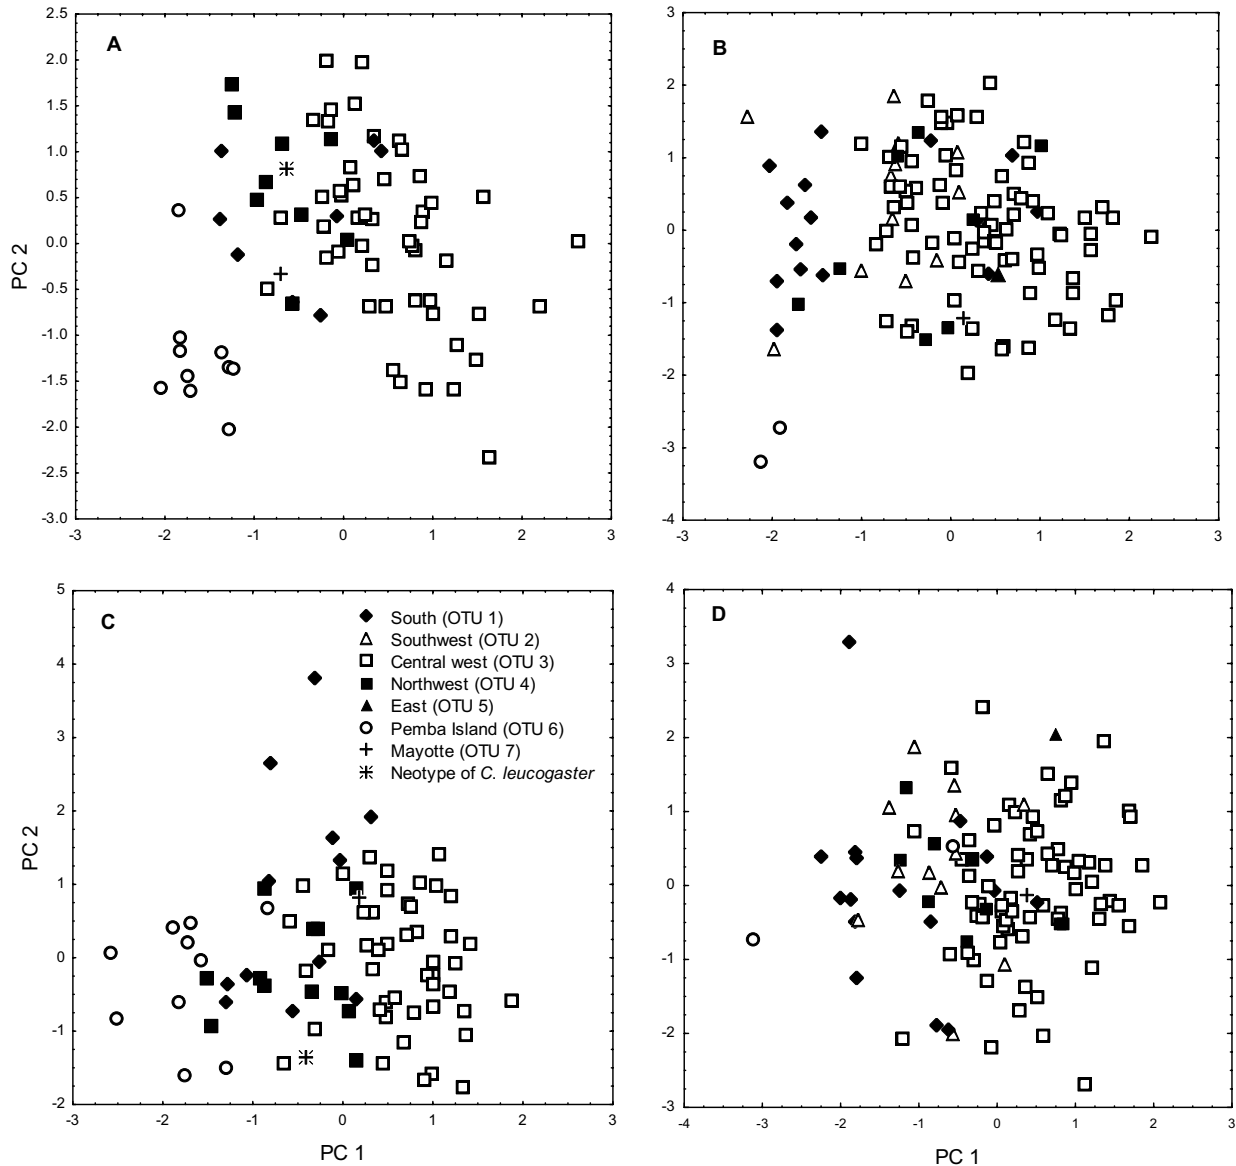 A
2.5
2.0
1.5
1.0
0.5
0.0
-0.5
-1.0
-1.5
-2.0
-2.5
-3.0
PC 2
-3 -2 -1 0 1 2 3
B
3
2
1
0
-1
-2
-3
-4
-3 -2 -1 0 1 2 3
C
5
4
3
2
1
0
-1
-2
PC 2
South (OTU 1)
Southwest (OTU 2)
Central west (OTU 3)
Northwest (OTU 4)
East (OTU 5)
Pemba Island (OTU 6)
Mayotte (OTU 7)
Neotype of C. leucogaster
-3 -2 -1 0 1 2 3
PC 1
D
4
3
2
1
0
-1
-2
-3
-4 -3 -2 -1 0 1 2 3
PC 1